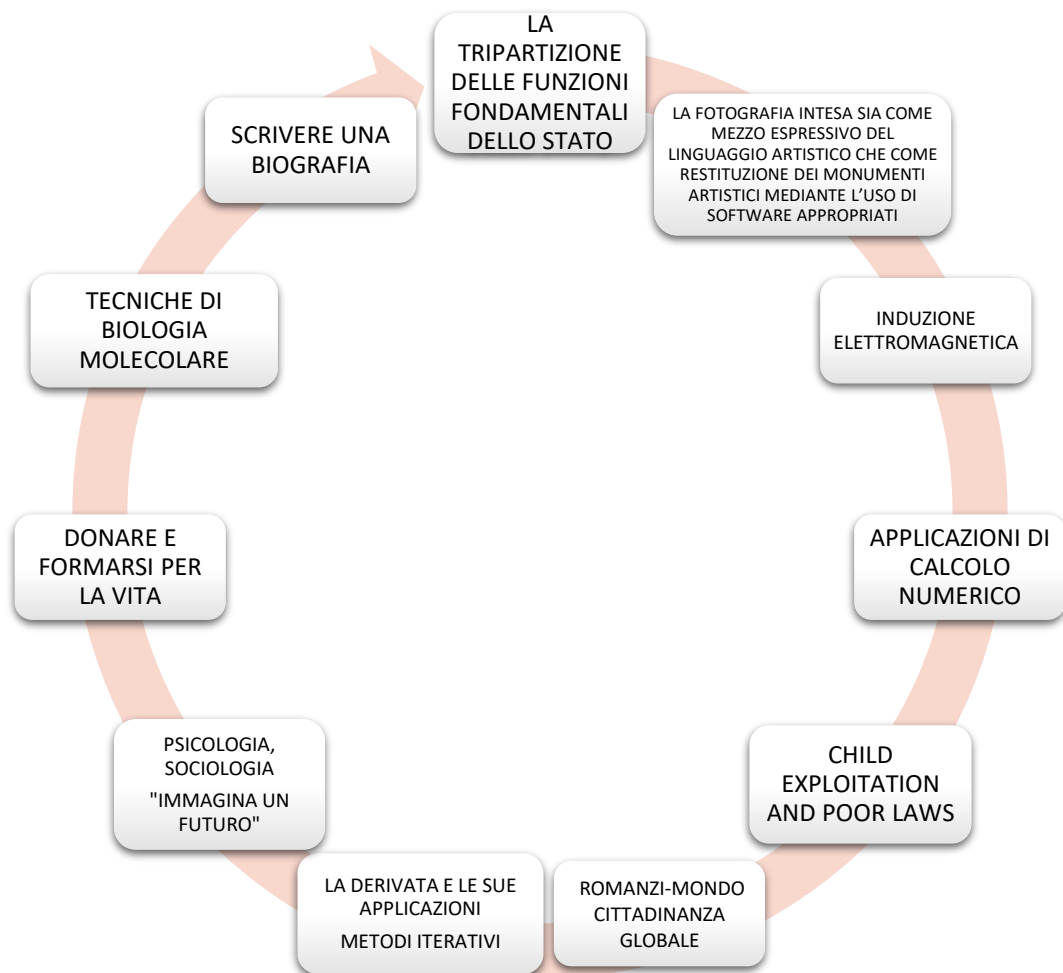 LA
TRIPARTIZIONE
DELLE FUNZIONI
FONDAMENTALI
DELLO STATO
LA FOTOGRAFIA INTESA SIA COME
MEZZO ESPRESSIVO DEL
LINGUAGGIO ARTISTICO CHE COME
RESTITUZIONE DEI MONUMENTI
ARTISTICI MEDIANTE L’USO DI
SOFTWARE APPROPRIATI
INDUZIONE
ELETTROMAGNETICA
APPLICAZIONI DI
CALCOLO
NUMERICO
CHILD
EXPLOITATION
AND POOR LAWS
ROMANZI-MONDO
CITTADINANZA
GLOBALE
LA DERIVATA E LE SUE
APPLICAZIONI
METODI ITERATIVI
PSICOLOGIA,
SOCIOLOGIA
"IMMAGINA UN
FUTURO"
DONARE E
FORMARSI PER
LA VITA
TECNICHE DI
BIOLOGIA
MOLECOLARE
SCRIVERE UNA
BIOGRAFIA